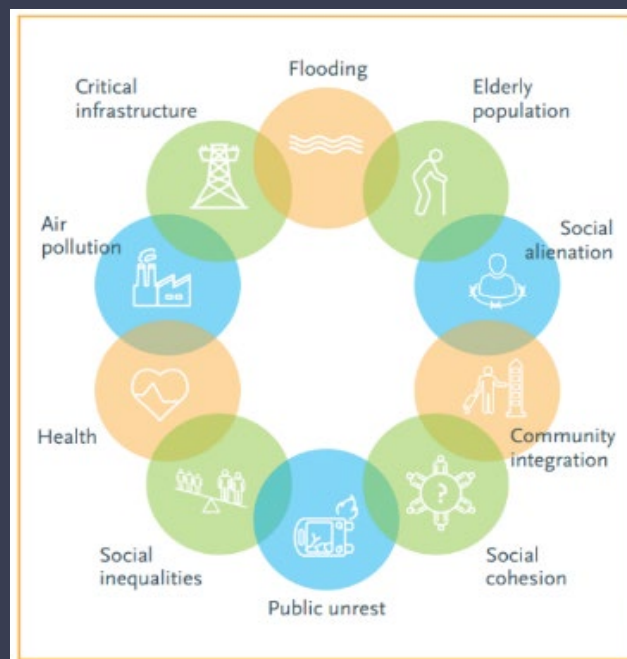 Flooding
Elderly
population
Social
alienation
Community
integration
Social
cohesion
?
Public unrest
Social
inequalities
Health
Air
pollution
Critical
infrastructure